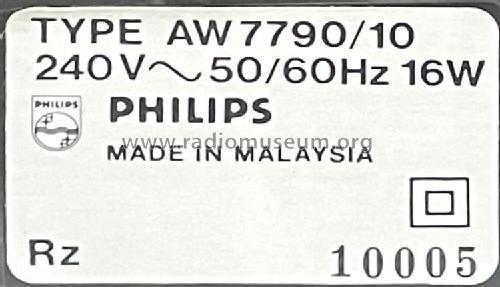 TYPE AW7790/10
240V～50/60Hz 16W
PHILIPS PHILIPS
www.radiomuseum.org
MADE IN MALAYSIA
Rz 10005